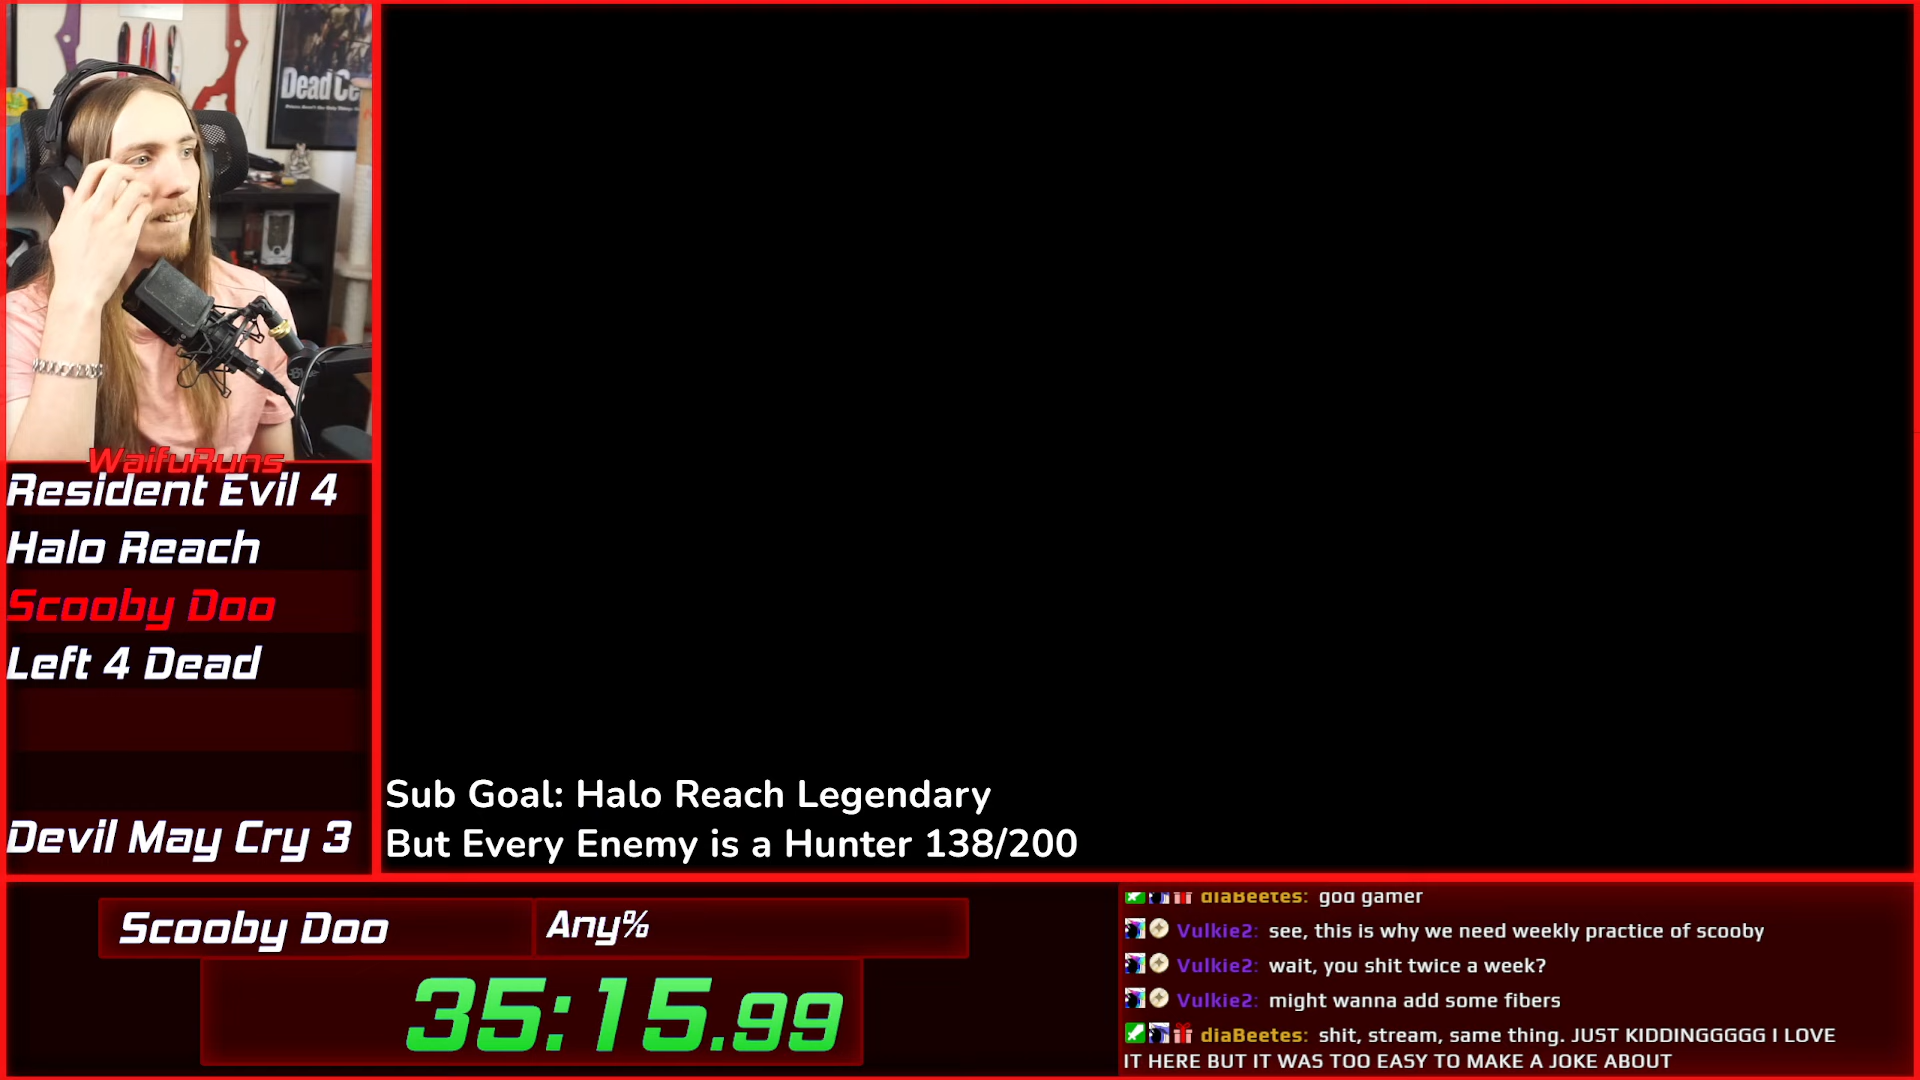 Dead Ce
WaifuRuns
Resident Evil 4
Halo Reach
Scooby Doo
Left 4 Dead
Devil May Cry 3
Sub Goal: Halo Reach Legendary
But Every Enemy is a Hunter 138/200
Scooby Doo
Any%
35:15.99
diaBeetes: god gamer
Vulkie2: see, this is why we need weekly practice of scooby
Vulkie2: wait, you shit twice a week?
Vulkie2: might wanna add some fibers
diaBeetes: shit, stream, same thing. JUST KIDDINGGGGG I LOVE
IT HERE BUT IT WAS TOO EASY TO MAKE A JOKE ABOUT